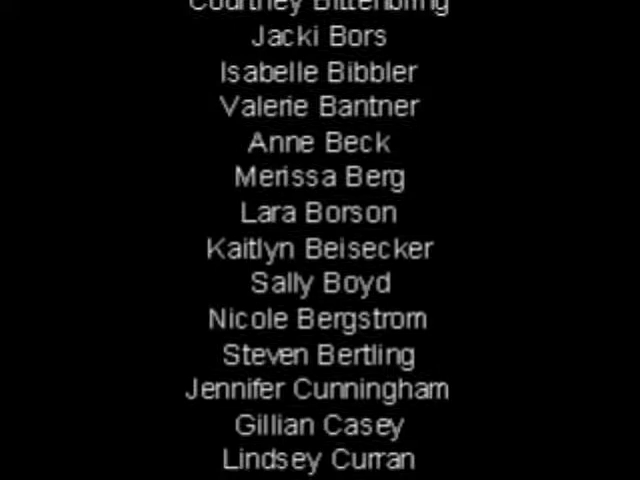 Courtney Bittenbring
Jacki Bors
Isabelle Bibbler
Valerie Bantner
Anne Beck
Merissa Berg
Lara Borson
Kaitlyn Beisecker
Sally Boyd
Nicole Bergstrom
Steven Bertling
Jennifer Cunningham
Gillian Casey
Lindsey Curran